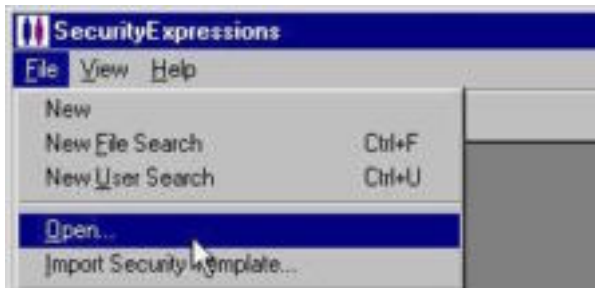 SecurityExpressions
File View Help
New
New File Search Ctrl+F
New User Search Ctrl+U
Open...
Import Security Template...